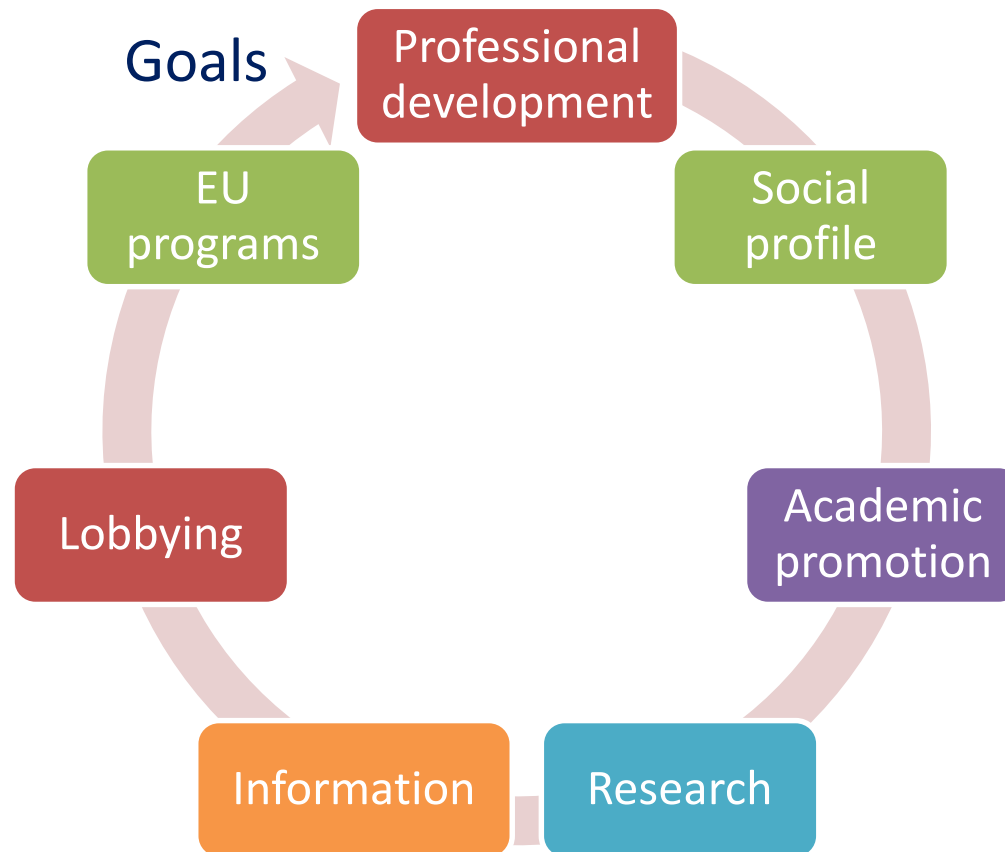 Goals
Professional
development
Social
profile
Academic
promotion
Research
Information
Lobbying
EU
programs